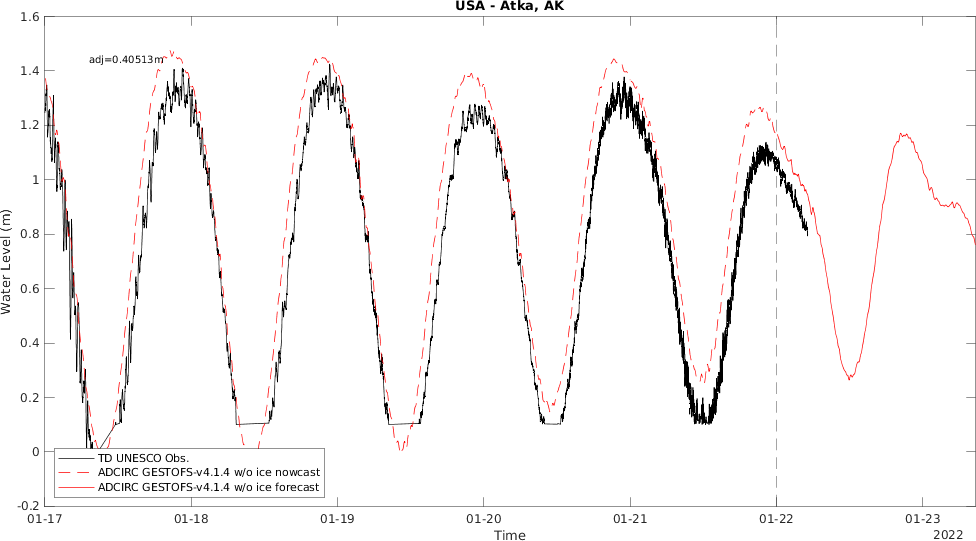 USA - Atka, AK
adj=0.40513m
1.6
1.4
1.2
1
0.8
0.6
0.4
0.2
0
-0.2
Water Level (m)
TD UNESCO Obs.
ADCIRC GESTOFS-v4.1.4 w/o ice nowcast
ADCIRC GESTOFS-v4.1.4 w/o ice forecast
01-17 01-18 01-19 01-20 01-21 01-22 01-23
Time
2022